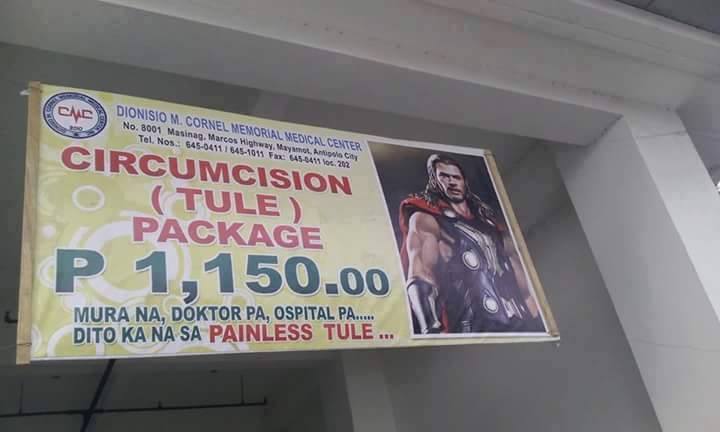 CMC
2010
DIONISIO M. CORNEL MEMORIAL MEDICAL CENTER
No. 8001 Masinag, Marcos Highway, Mayamot, Antipolo City
Tel. Nos.: 645-0411 / 645-1011 Fax: 645-0411 loc. 202
CIRCUMCISION
( TULE )
PACKAGE
P 1,150.00
MURA NA, DOKTOR PA, OSPITAL PA.....
DITO KA NA SA PAINLESS TULE ...